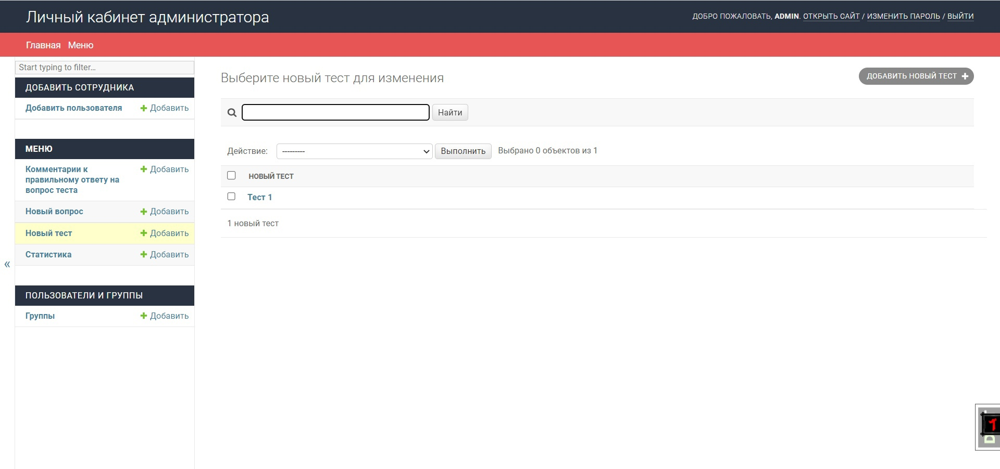 Личный кабинет администратора
ДОБРО ПОЖАЛОВАТЬ, ADMIN. ОТКРЫТЬ САЙТ / ИЗМЕНИТЬ ПАРОЛЬ / ВЫЙТИ
Главная Меню
Start typing to filter...
ДОБАВИТЬ СОТРУДНИКА
Добавить пользователя + Добавить
МЕНЮ
Комментарии к + Добавить
правильному ответу на
вопрос теста
Новый вопрос + Добавить
Новый тест + Добавить
Статистика + Добавить
«
ПОЛЬЗОВАТЕЛИ И ГРУППЫ
Группы + Добавить
Выберите новый тест для изменения
ДОБАВИТЬ НОВЫЙ ТЕСТ +
Найти
Действие: --------- Выполнить Выбрано 0 объектов из 1
НОВЫЙ ТЕСТ
Тест 1
1 новый тест
1
D